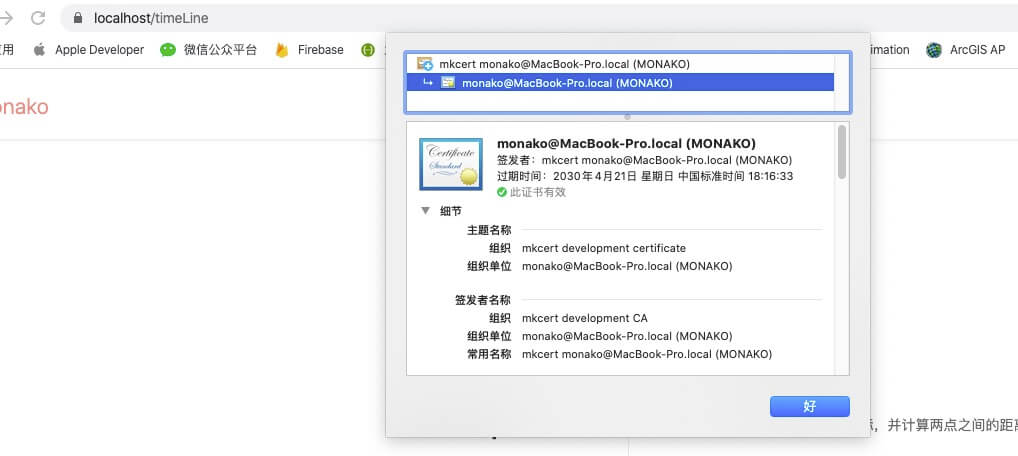 localhost/timeLine
用 Apple Developer 微信公众平台 Firebase imation ArcGIS AP
onako
mkcert monako@MacBook-Pro.local (MONAKO)
monako@MacBook-Pro.local (MONAKO)
Certificate
Standard
monako@MacBook-Pro.local (MONAKO)
签发者：mkcert monako@MacBook-Pro.local (MONAKO)
过期时间：2030年4月21日 星期日 中国标准时间 18:16:33
此证书有效
细节
主题名称
组织 mkcert development certificate
组织单位 monako@MacBook-Pro.local (MONAKO)
签发者名称
组织 mkcert development CA
组织单位 monako@MacBook-Pro.local (MONAKO)
常用名称 mkcert monako@MacBook-Pro.local (MONAKO)
好
，并计算两点之间的距离